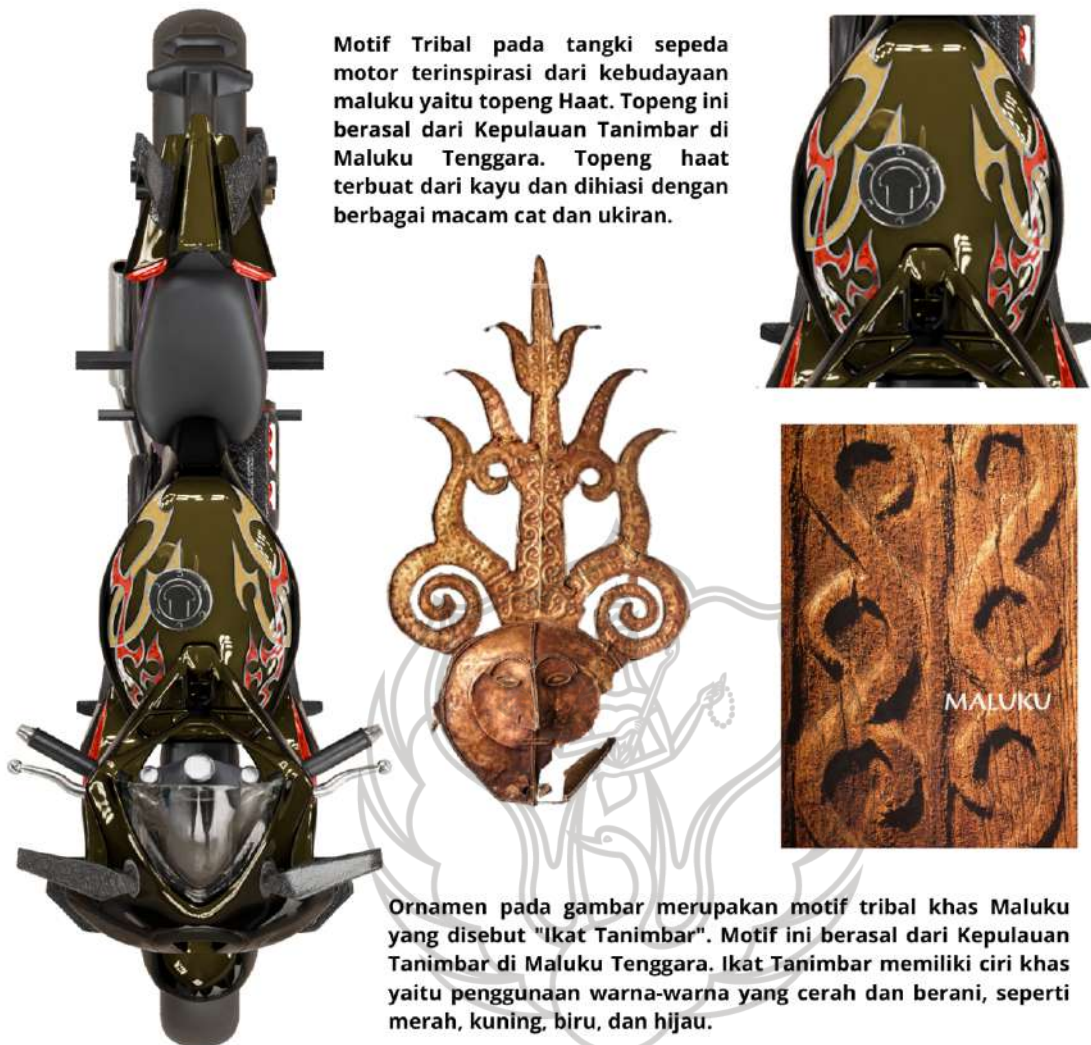 Motif Tribal pada tangki sepeda
motor terinspirasi dari kebudayaan
maluku yaitu topeng Haat. Topeng ini
berasal dari Kepulauan Tanimbar di
Maluku Tenggara. Topeng haat
terbuat dari kayu dan dihiasi dengan
berbagai macam cat dan ukiran.
MALUKU
Ornamen pada gambar merupakan motif tribal khas Maluku
yang disebut "Ikat Tanimbar". Motif ini berasal dari Kepulauan
Tanimbar di Maluku Tenggara. Ikat Tanimbar memiliki ciri khas
yaitu penggunaan warna-warna yang cerah dan berani, seperti
merah, kuning, biru, dan hijau.